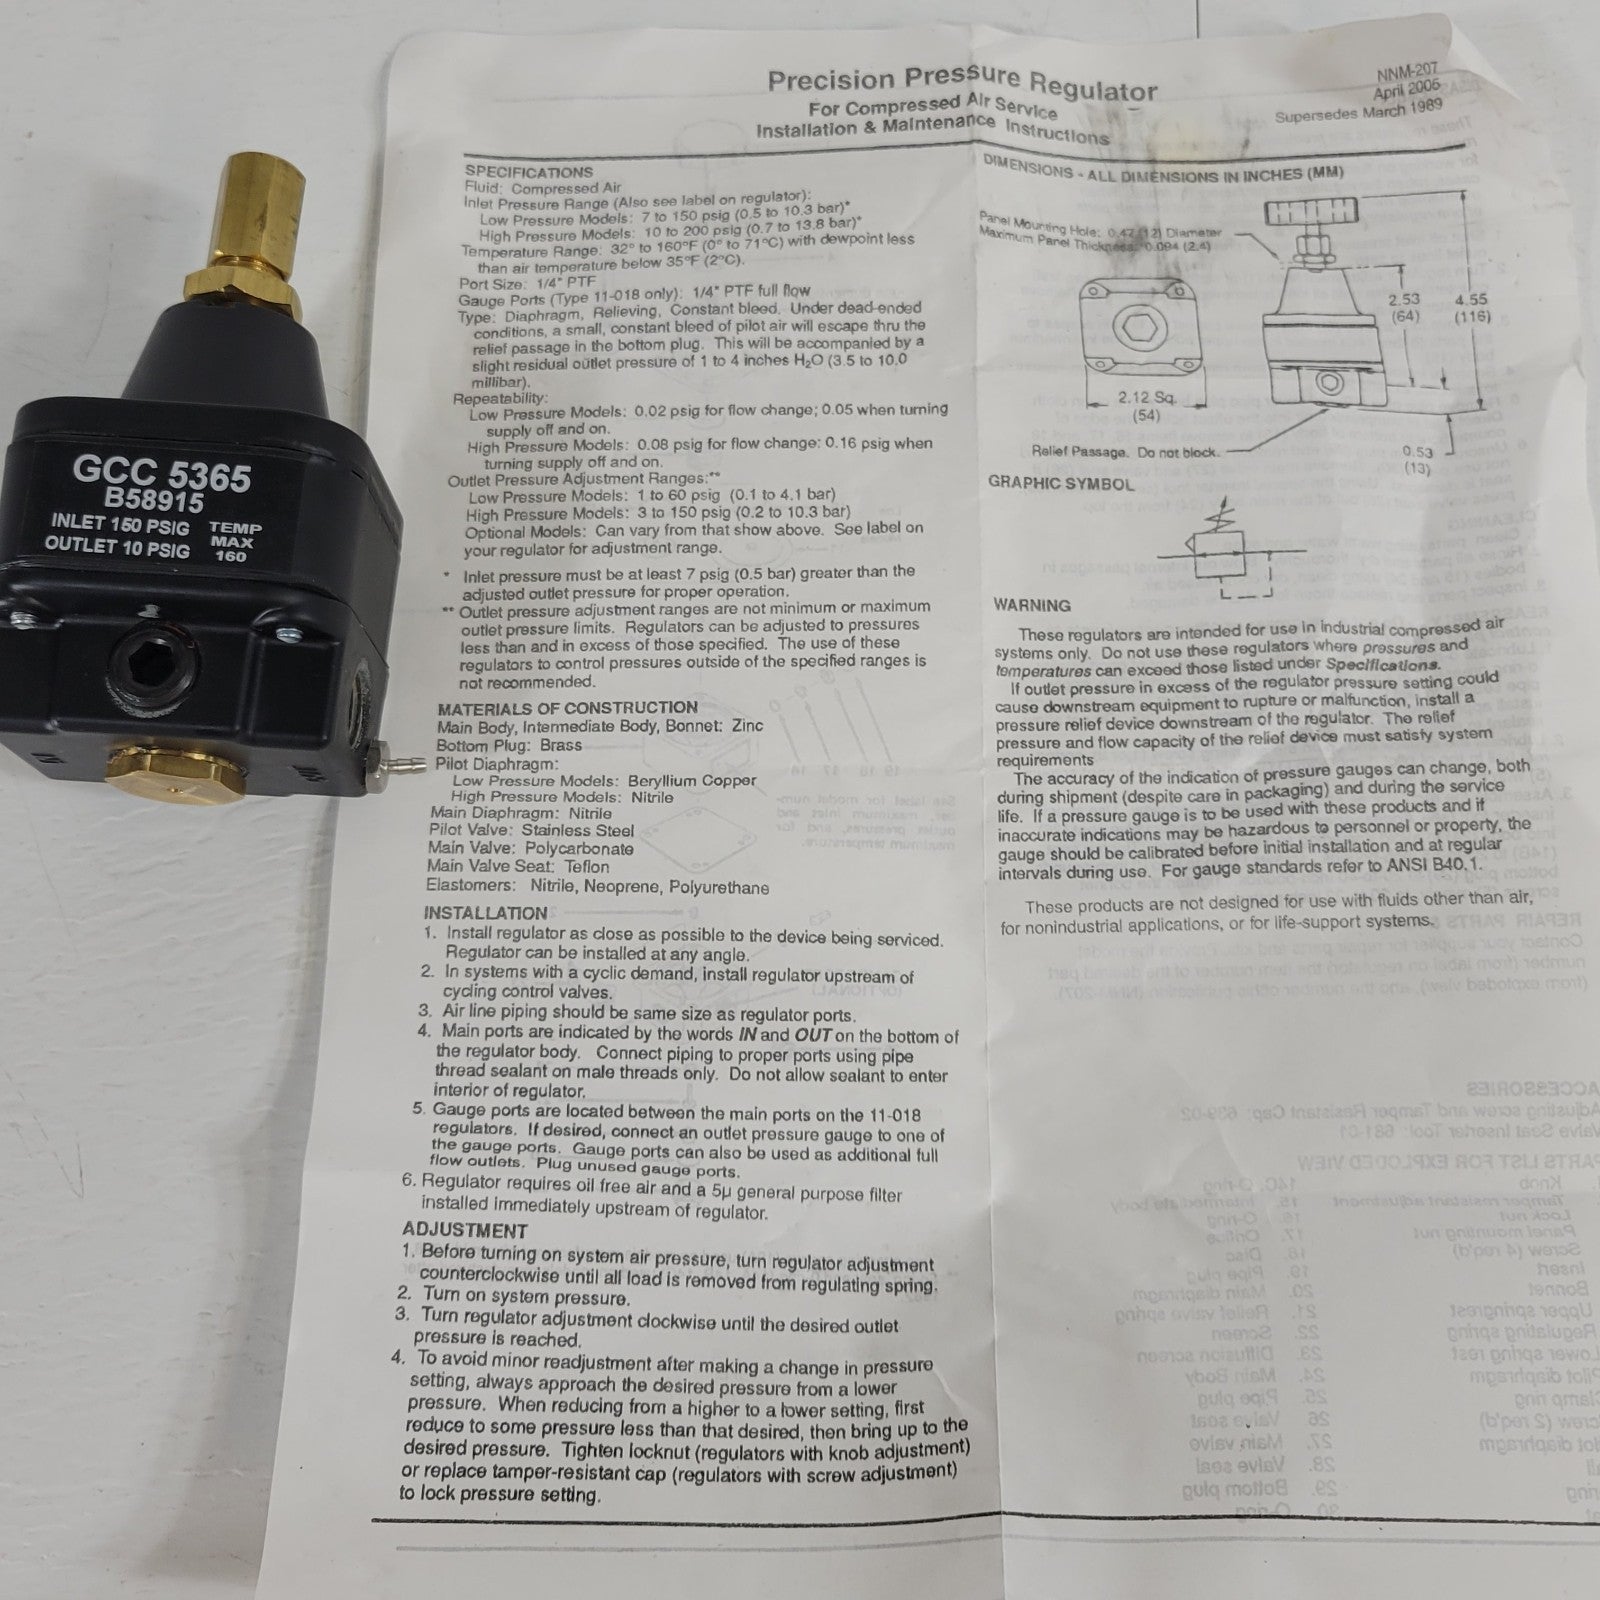 GCC 5365
B58915
INLET 150 PSIG TEMP
OUTLET 10 PSIG MAX
160
IN
Precision Pressure Regulator
For Compressed Air Service
Installation & Maintenance Instructions
NNM-207
April 2006
Supersedes March 1989
SPECIFICATIONS
Fluid: Compressed Air
Inlet Pressure Range (Also see label on regulator):
Low Pressure Models: 7 to 150 psig (0.5 to 10.3 bar)*
High Pressure Models: 10 to 200 psig (0.7 to 13.8 bar)*
Temperature Range: 32° to 160°F (0° to 71°C) with dewpoint less
than air temperature below 35°F (2°C).
Port Size: 1/4" PTF
Gauge Ports (Type 11-018 only): 1/4" PTF full flow
Type: Diaphragm, Relieving, Constant bleed. Under dead-ended
conditions, a small, constant bleed of pilot air will escape thru the
relief passage in the bottom plug. This will be accompanied by a
slight residual outlet pressure of 1 to 4 inches H₂O (3.5 to 10.0
millibar).
Repeatability:
Low Pressure Models: 0.02 psig for flow change; 0.05 when turning
supply off and on.
High Pressure Models: 0.08 psig for flow change: 0.16 psig when
turning supply off and on.
Outlet Pressure Adjustment Ranges:**
Low Pressure Models: 1 to 60 psig (0.1 to 4.1 bar)
High Pressure Models: 3 to 150 psig (0.2 to 10.3 bar)
Optional Models: Can vary from that show above. See label on
your regulator for adjustment range.
* Inlet pressure must be at least 7 psig (0.5 bar) greater than the
adjusted outlet pressure for proper operation.
** Outlet pressure adjustment ranges are not minimum or maximum
outlet pressure limits. Regulators can be adjusted to pressures
less than and in excess of those specified. The use of these
regulators to control pressures outside of the specified ranges is
not recommended.
MATERIALS OF CONSTRUCTION
Main Body, Intermediate Body, Bonnet: Zinc
Bottom Plug: Brass
Pilot Diaphragm:
Low Pressure Models: Beryllium Copper
High Pressure Models: Nitrile
Main Diaphragm: Nitrile
Pilot Valve: Stainless Steel
Main Valve: Polycarbonate
Main Valve Seat: Teflon
Elastomers: Nitrile, Neoprene, Polyurethane
INSTALLATION
1. Install regulator as close as possible to the device being serviced.
Regulator can be installed at any angle.
2. In systems with a cyclic demand, install regulator upstream of
cycling control valves.
3. Air line piping should be same size as regulator ports.
4. Main ports are indicated by the words IN and OUT on the bottom of
the regulator body. Connect piping to proper ports using pipe
thread sealant on male threads only. Do not allow sealant to enter
interior of regulator.
5. Gauge ports are located between the main ports on the 11-018
regulators. If desired, connect an outlet pressure gauge to one of
the gauge ports. Gauge ports can also be used as additional full
flow outlets. Plug unused gauge ports.
6. Regulator requires oil free air and a 5µ general purpose filter
installed immediately upstream of regulator.
ADJUSTMENT
1. Before turning on system air pressure, turn regulator adjustment
counterclockwise until all load is removed from regulating spring.
2. Turn on system pressure.
3. Turn regulator adjustment clockwise until the desired outlet
pressure is reached.
4. To avoid minor readjustment after making a change in pressure
setting, always approach the desired pressure from a lower
pressure. When reducing from a higher to a lower setting, first
reduce to some pressure less than that desired, then bring up to the
desired pressure. Tighten locknut (regulators with knob adjustment)
or replace tamper-resistant cap (regulators with screw adjustment)
to lock pressure setting.
DIMENSIONS - ALL DIMENSIONS IN INCHES (MM)
Panel Mounting Hole: 0.47 (12) Diameter
Maximum Panel Thickness: 0.094 (2.4)
2.53
(64)
4.55
(116)
2.12 Sq.
(54)
Relief Passage. Do not block.
0.53
(13)
GRAPHIC SYMBOL
WARNING
These regulators are intended for use in industrial compressed air
systems only. Do not use these regulators where pressures and
temperatures can exceed those listed under Specifications.
If outlet pressure in excess of the regulator pressure setting could
cause downstream equipment to rupture or malfunction, install a
pressure relief device downstream of the regulator. The relief
pressure and flow capacity of the relief device must satisfy system
requirements
The accuracy of the indication of pressure gauges can change, both
during shipment (despite care in packaging) and during the service
life. If a pressure gauge is to be used with these products and if
inaccurate indications may be hazardous to personnel or property, the
gauge should be calibrated before initial installation and at regular
intervals during use. For gauge standards refer to ANSI B40.1.
These products are not designed for use with fluids other than air,
for nonindustrial applications, or for life-support systems.